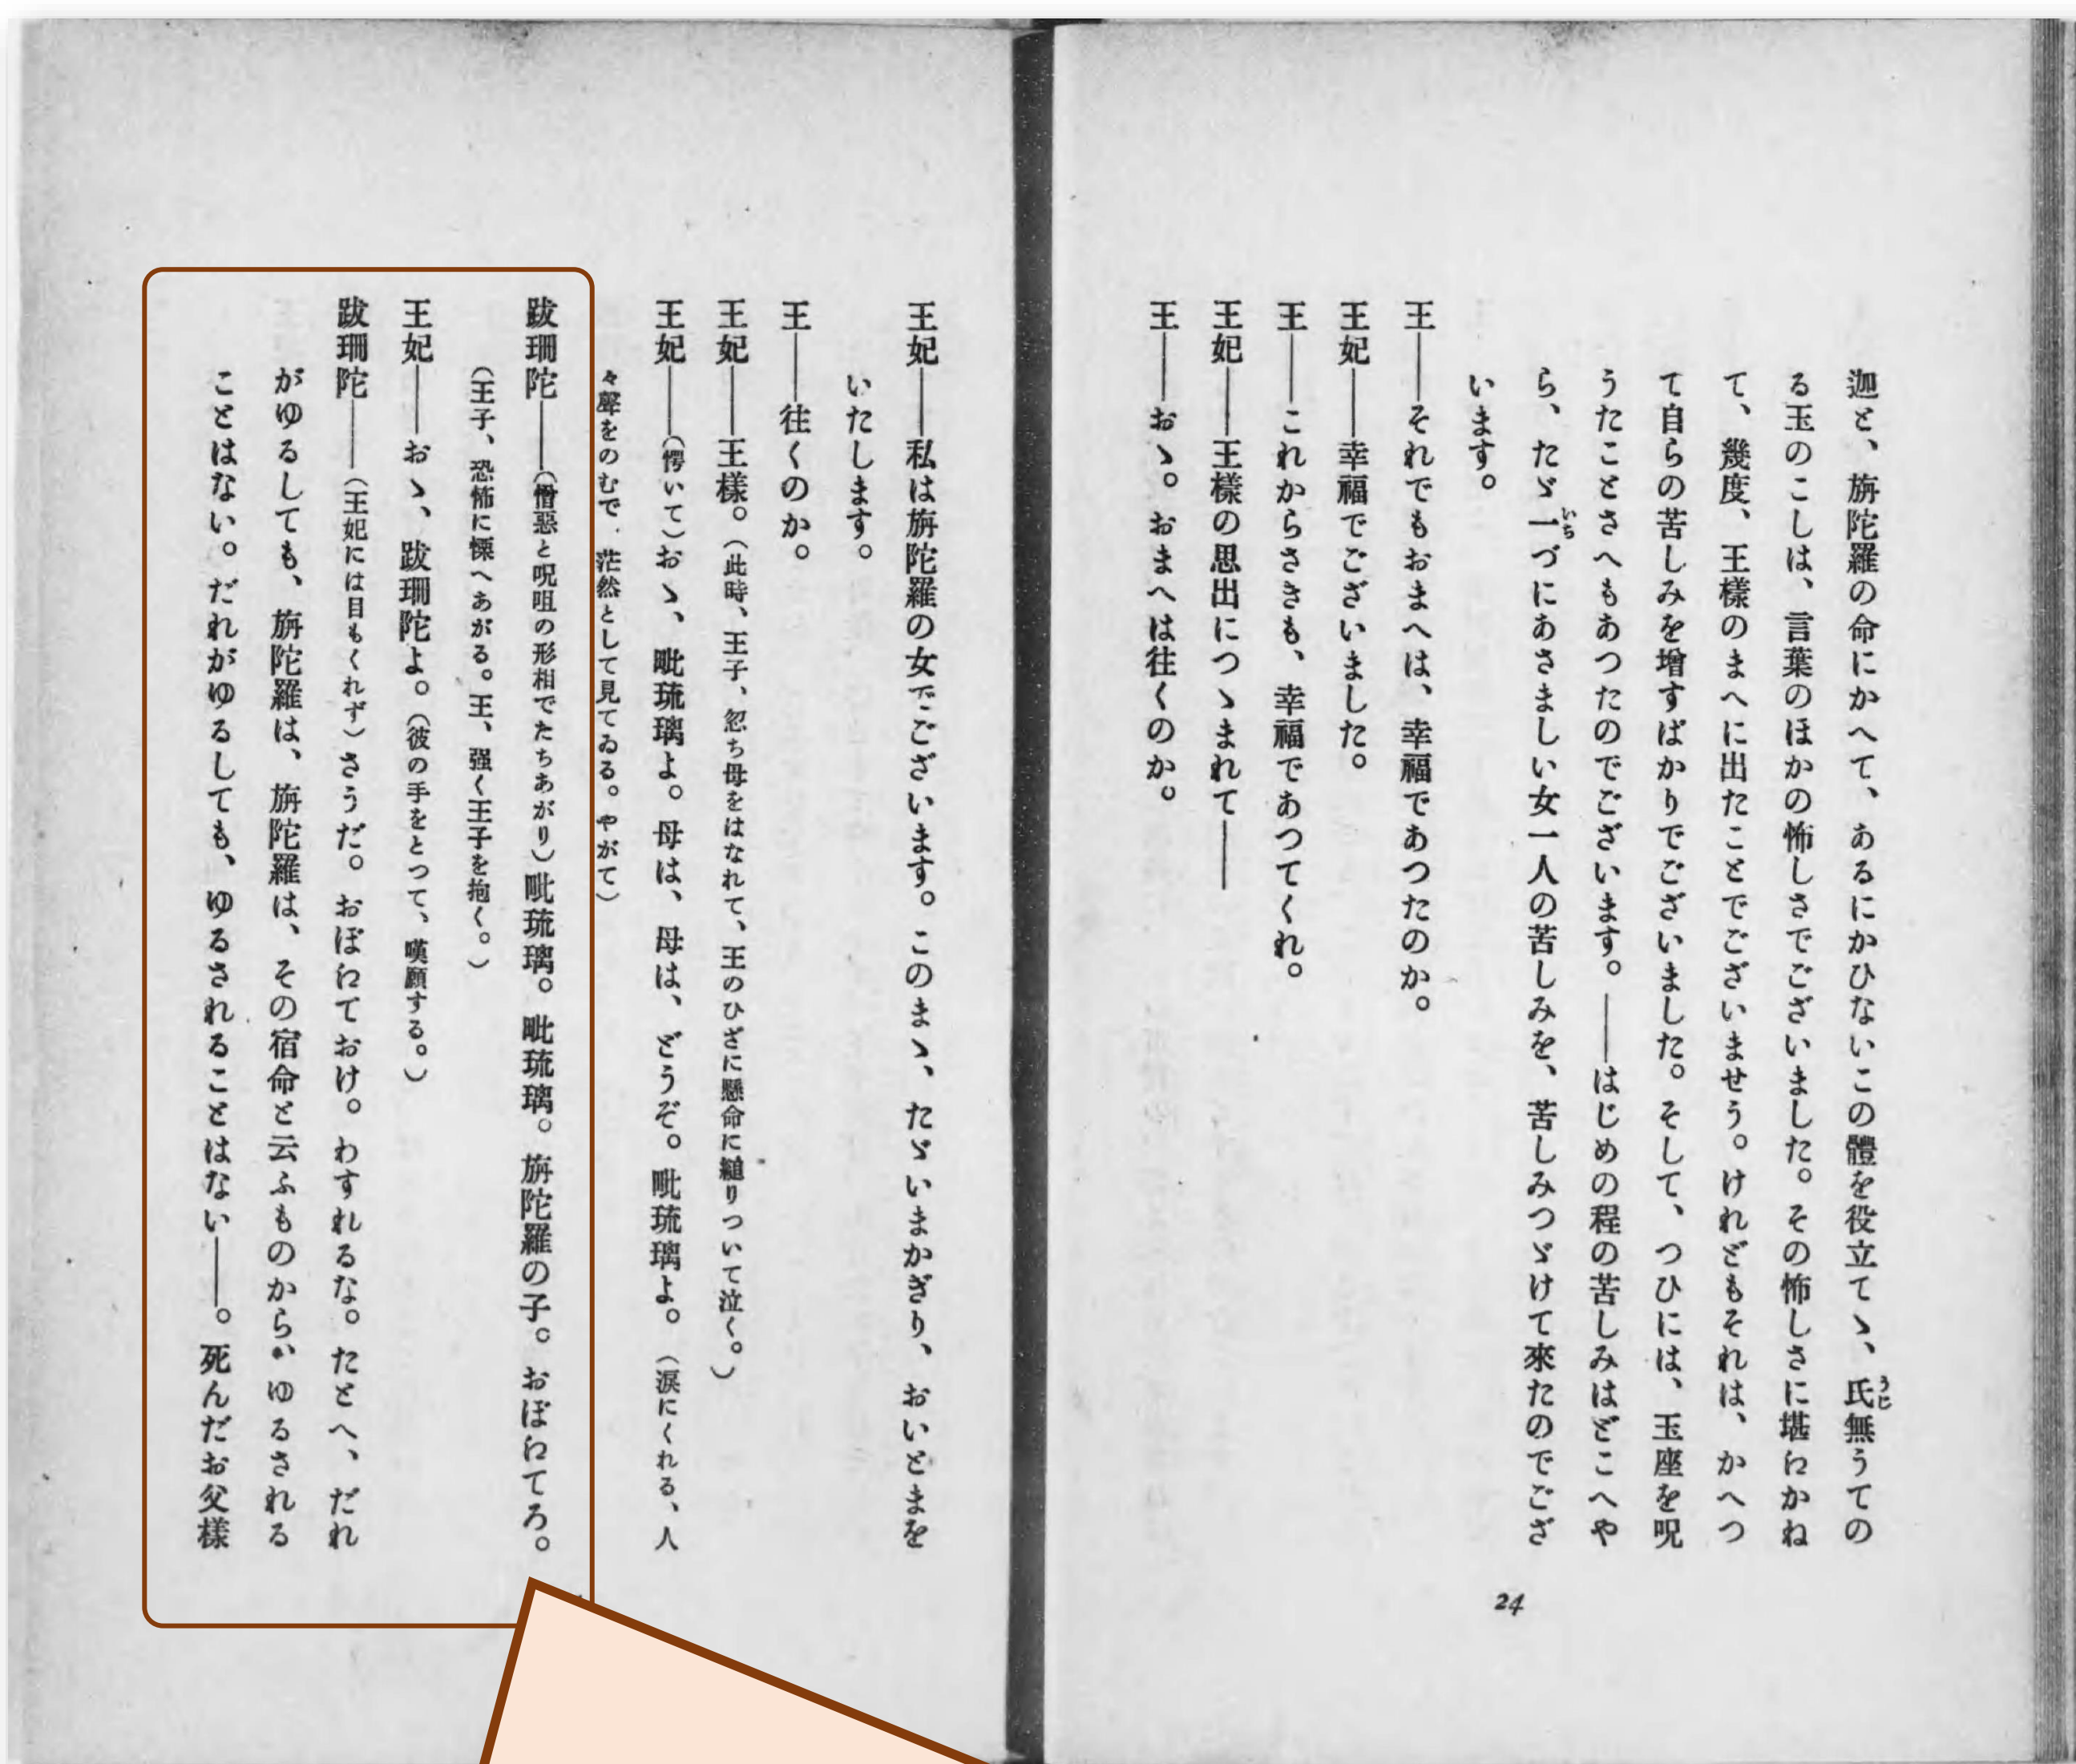 迦と、旃陀羅の命にかへて、あるにかひないこの體を役立てゝ、氏無うての
うじ
る玉のこしは、言葉のほかの怖しさでございました。その怖しさに堪𛀁かね
て、幾度、王樣のまへに出たことでございませう。けれどもそれは、かへつ
て自らの苦しみを增すばかりでございました。そして、つひには、玉座を呪
うたことさへもあつたのでございます。――はじめの程の苦しみはどこへや
ら、たゞ一づにあさましい女一人の苦しみを、苦しみつゞけて來たのでござ
いち
います。
王――それでもおまへは、幸福であつたのか。
王妃――幸福でございました。
王――これからさきも、幸福であつてくれ。
王妃――王樣の思出につゝまれて――
王――おゝ。おまへは往くのか。
24
王妃――私は旃陀羅の女でございます。このまゝ、たゞいまかぎり、おいとまを
いたします。
王――往くのか。
王妃――王樣。（此時、王子、忽ち母をはなれて、王のひざに懸命に縋りついて泣く。）
王妃――（愕いて）おゝ、毗琉璃よ。母は、母は、どうぞ。毗琉璃よ。（淚にくれる、人
々聲をのむで、茫然として見てゐる。やがて）
跋琱陀――（憎惡と呪咀の形相でたちあがり）毗琉璃。毗琉璃。旃陀羅の子。おぼ𛀁てろ。
（王子、恐怖に慄へあがる。王、强く王子を抱く。）
王妃――おゝ、跋琱陀よ。（彼の手をとつて、嘆願する。）
跋琱陀――（王妃には目もくれず）さうだ。おぼ𛀁ておけ。わすれるな。たとへ、だれ
がゆるしても、旃陀羅は、旃陀羅は、その宿命と云ふものから、ゆるされる
ことはない。だれがゆるしても、ゆるされることはない――。死んだお父樣